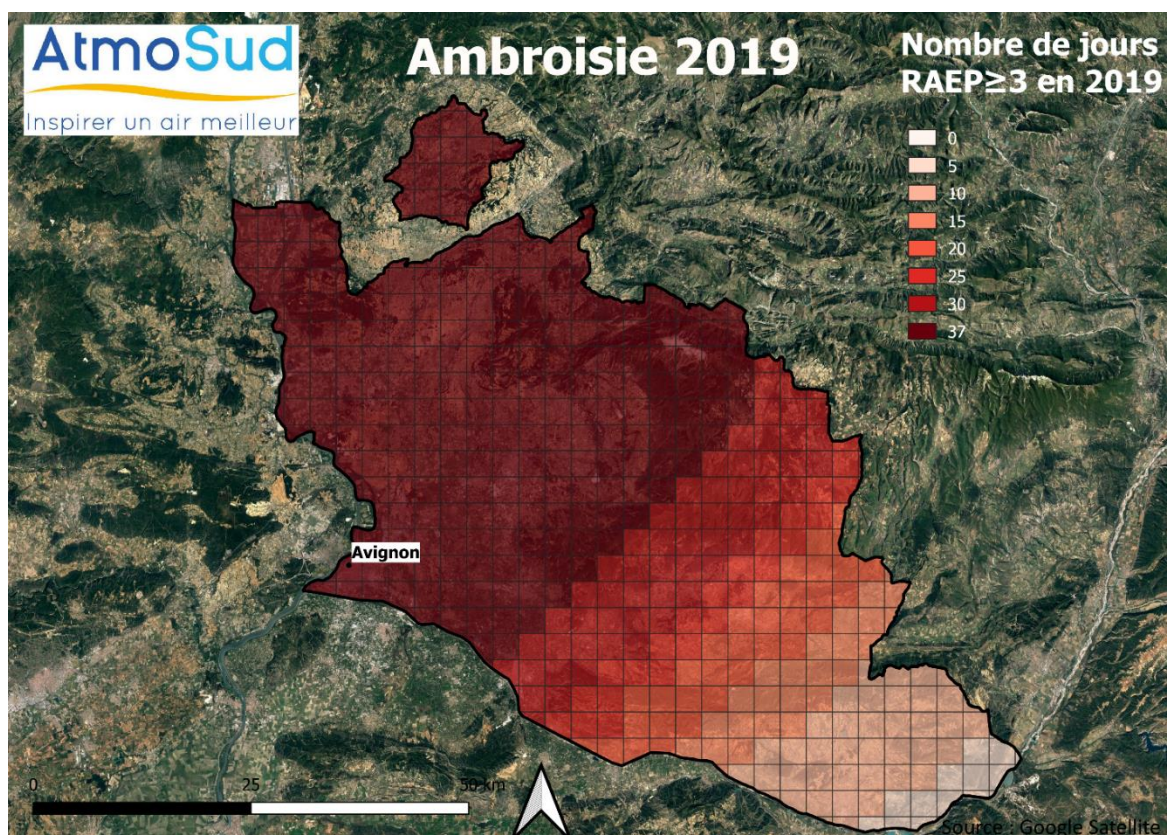 AtmoSud
Inspirer un air meilleur
Ambroisie 2019
Nombre de jours
RAEP≥3 en 2019
0
5
10
15
20
25
30
37
Avignon
0 25 50 km
Source : Google Satellite